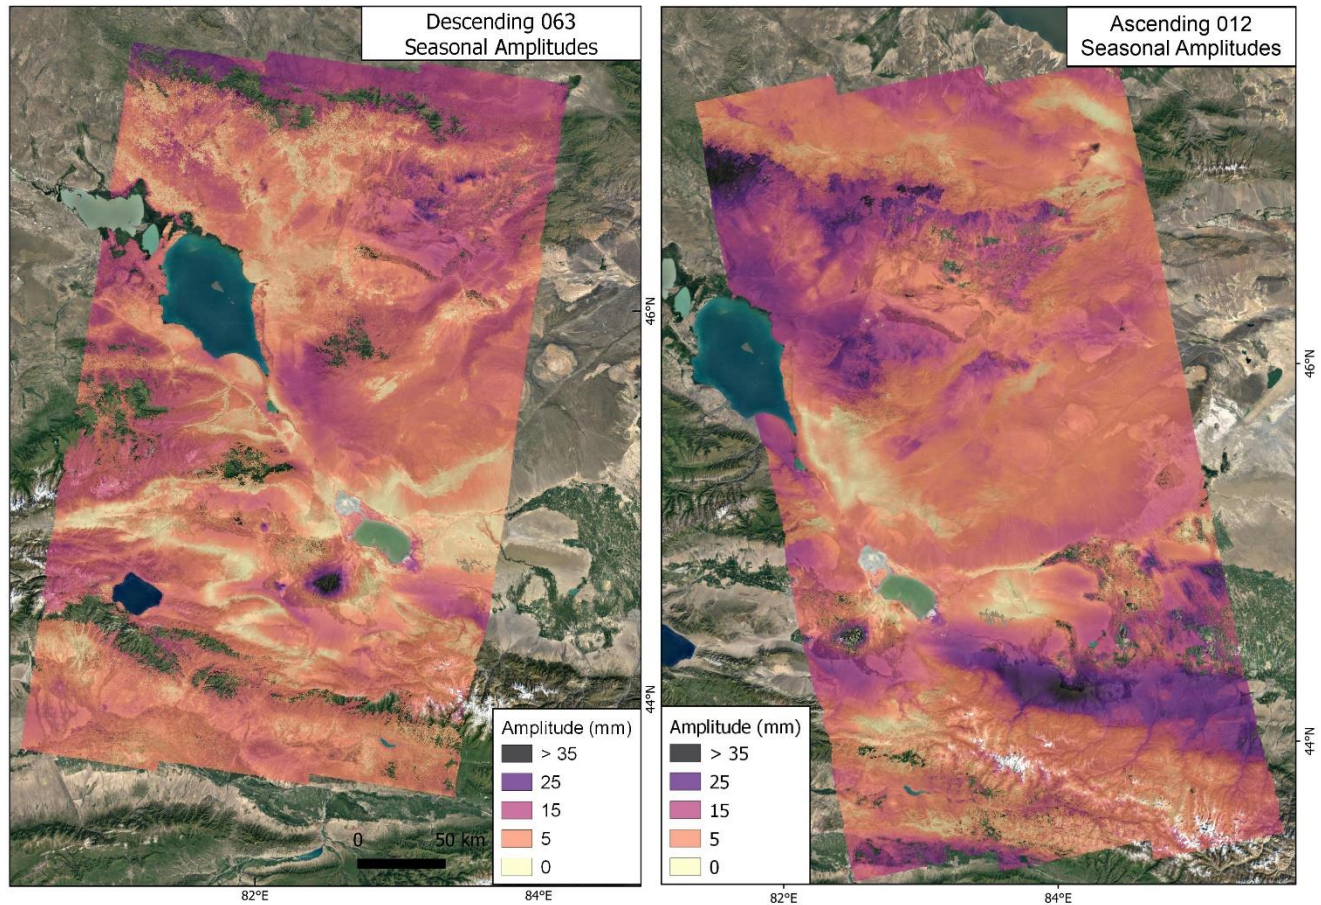 Descending 063
Seasonal Amplitudes
Ascending 012
Seasonal Amplitudes
46°N
46°N
44°N
44°N
Amplitude (mm)
> 35
25
15
5
0
0 50 km
Amplitude (mm)
> 35
25
15
5
0
82°E
84°E
82°E
84°E